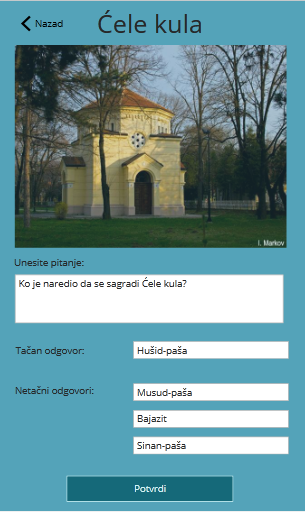 Nazad
Ćele kula
I. Markov
Unesite pitanje:
Ko je naredio da se sagradi Ćele kula?
Tačan odgovor:
Hušid-paša
Netačni odgovori:
Musud-paša
Bajazit
Sinan-paša
Potvrdi